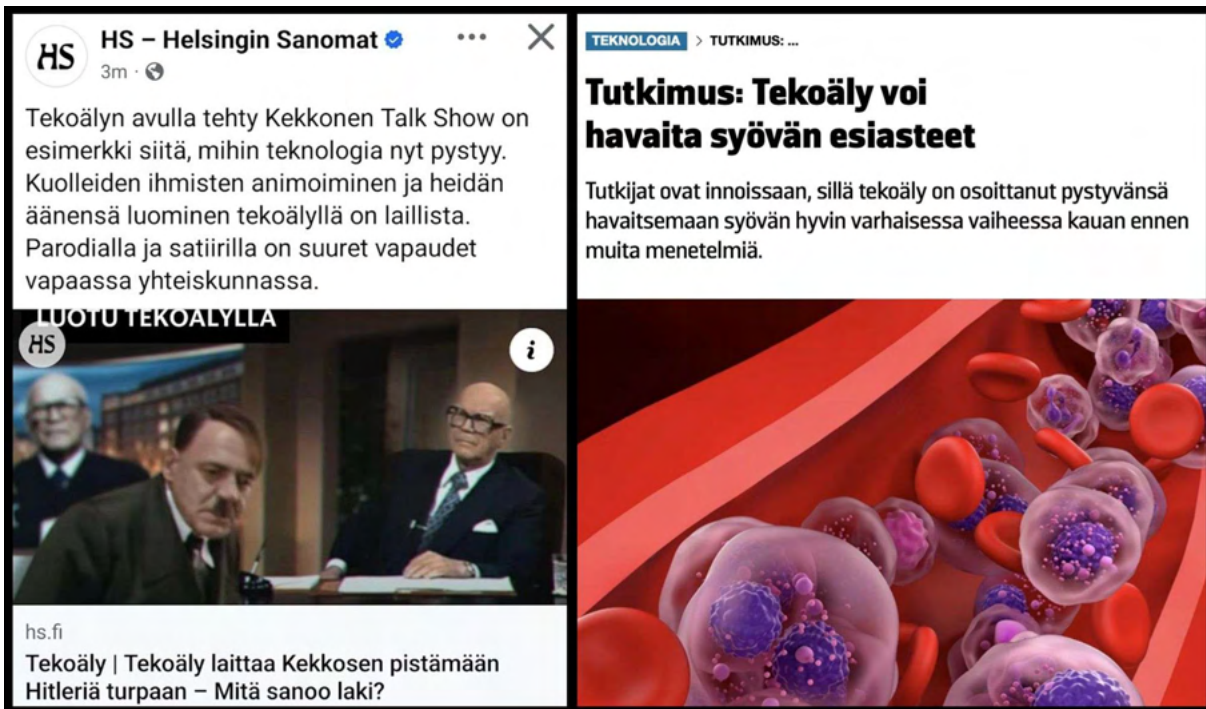 HS
HS – Helsingin Sanomat
3m
Tekoälyn avulla tehty Kekkonen Talk Show on
esimerkki siitä, mihin teknologia nyt pystyy.
Kuolleiden ihmisten animoiminen ja heidän
äänensä luominen tekoälyllä on laillista.
Parodialla ja satiirilla on suuret vapaudet
vapaassa yhteiskunnassa.
LUOTU TEKOÄLYLLÄ
HS
i
hs.fi
Tekoäly | Tekoäly laittaa Kekkosen pistämään
Hitleriä turpaan – Mitä sanoo laki?
TEKNOLOGIA > TUTKIMUS: ...
Tutkimus: Tekoäly voi
havaita syövän esiasteet
Tutkijat ovat innoissaan, sillä tekoäly on osoittanut pystyvänsä
havaitsemaan syövän hyvin varhaisessa vaiheessa kauan ennen
muita menetelmiä.